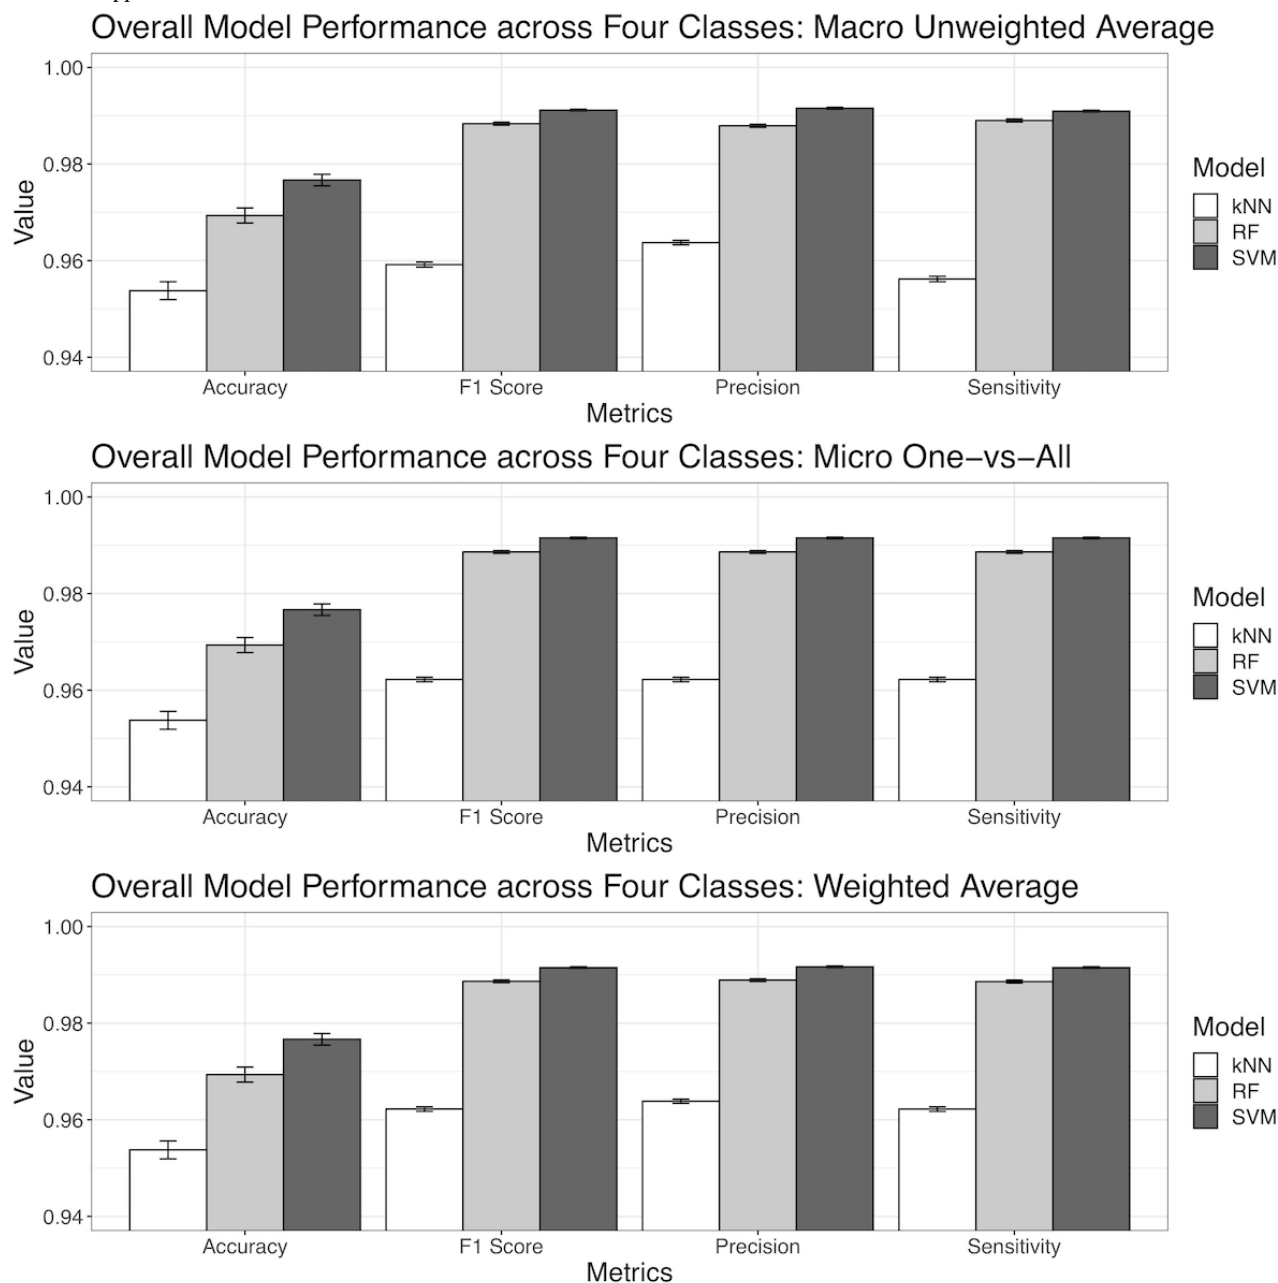 Overall Model Performance across Four Classes: Macro Unweighted Average
1.00
0.98
0.96
0.94
Value
Accuracy F1 Score Precision Sensitivity
Metrics
Model
kNN
RF
SVM
Overall Model Performance across Four Classes: Micro One−vs−All
1.00
0.98
0.96
0.94
Value
Accuracy F1 Score Precision Sensitivity
Metrics
Model
kNN
RF
SVM
Overall Model Performance across Four Classes: Weighted Average
1.00
0.98
0.96
0.94
Value
Accuracy F1 Score Precision Sensitivity
Metrics
Model
kNN
RF
SVM